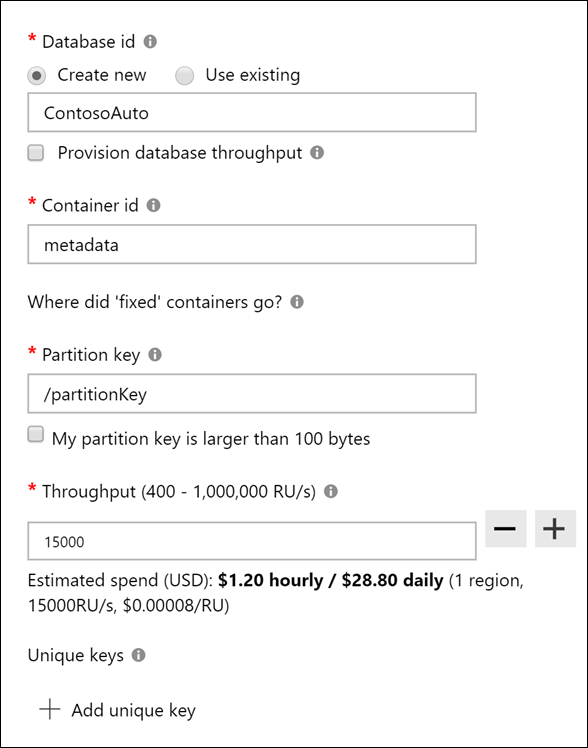 * Database id
Create new Use existing
ContosoAuto
Provision database throughput
* Container id
metadata
Where did 'fixed' containers go?
* Partition key
/partitionKey
My partition key is larger than 100 bytes
* Throughput (400 - 1,000,000 RU/s)
15000
Estimated spend (USD): $1.20 hourly / $28.80 daily (1 region,
15000RU/s, $0.00008/RU)
Unique keys
Add unique key